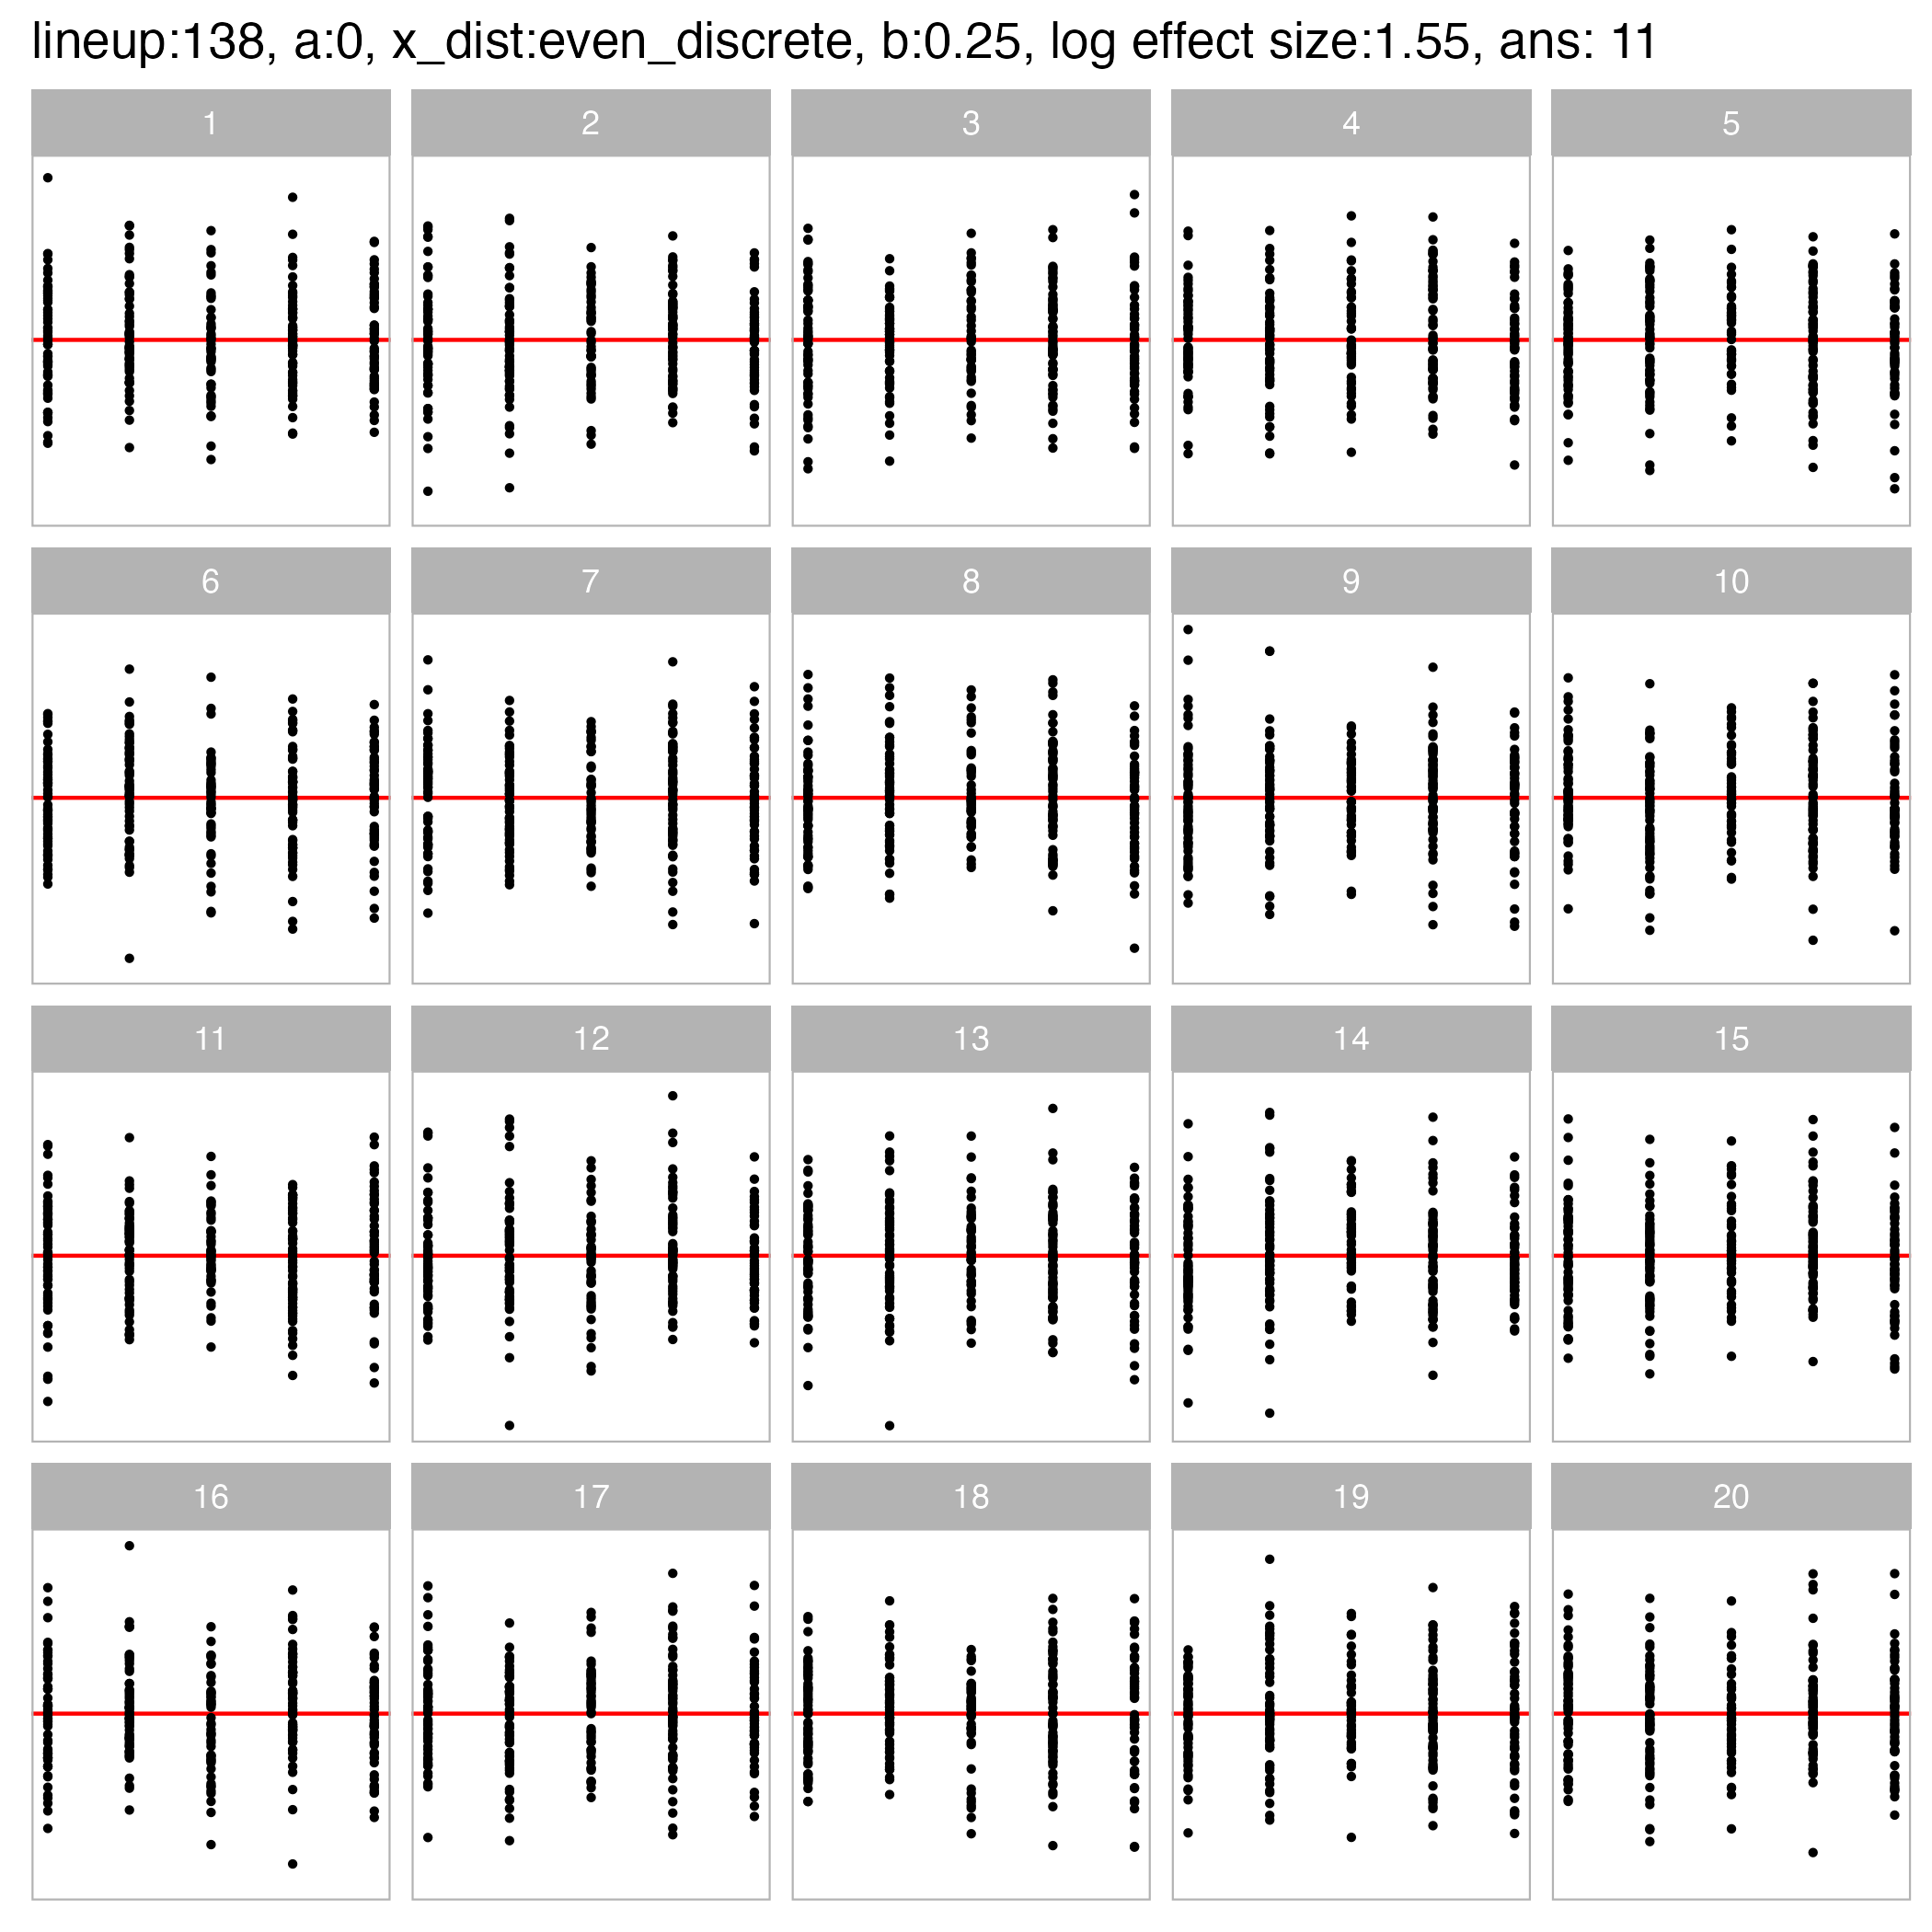 lineup:138, a:0, x_dist:even_discrete, b:0.25, log effect size:1.55, ans: 11
1 2 3 4 5
6 7 8 9 10
11 12 13 14 15
16 17 18 19 20